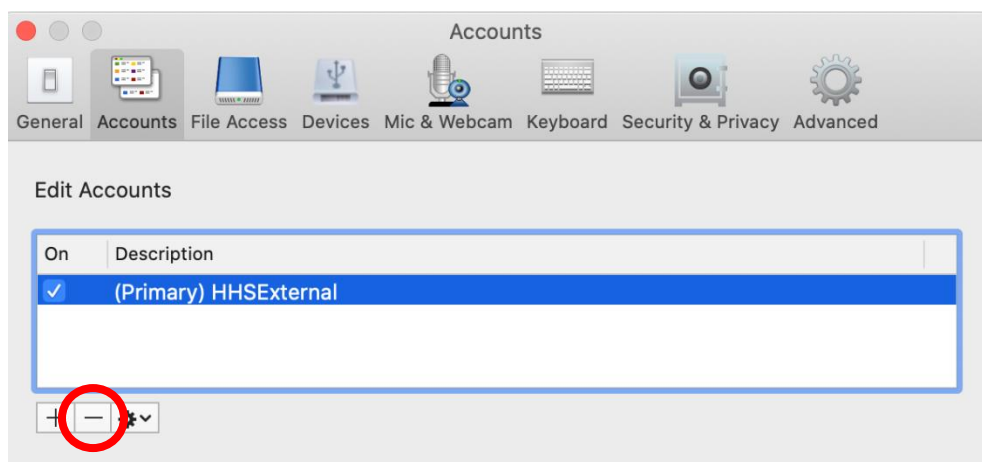 Accounts
General Accounts File Access Devices Mic & Webcam Keyboard Security & Privacy Advanced
Edit Accounts
On Description
(Primary) HHSExternal